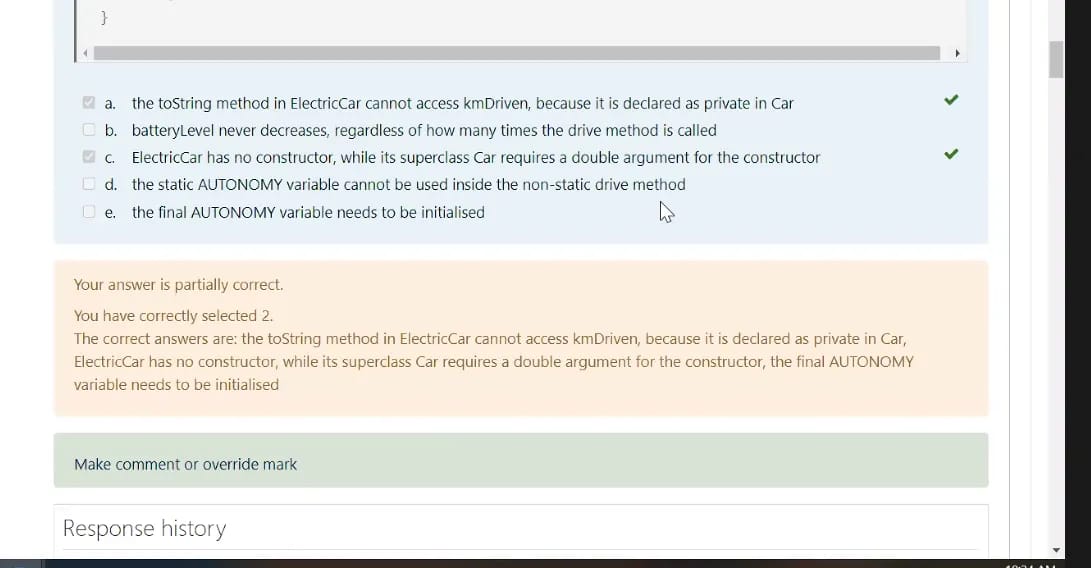 }
a. the toString method in ElectricCar cannot access kmDriven, because it is declared as private in Car
b. batteryLevel never decreases, regardless of how many times the drive method is called
c. ElectricCar has no constructor, while its superclass Car requires a double argument for the constructor
d. the static AUTONOMY variable cannot be used inside the non-static drive method
e. the final AUTONOMY variable needs to be initialised
Your answer is partially correct.
You have correctly selected 2.
The correct answers are: the toString method in ElectricCar cannot access kmDriven, because it is declared as private in Car,
ElectricCar has no constructor, while its superclass Car requires a double argument for the constructor, the final AUTONOMY
variable needs to be initialised
Make comment or override mark
Response history